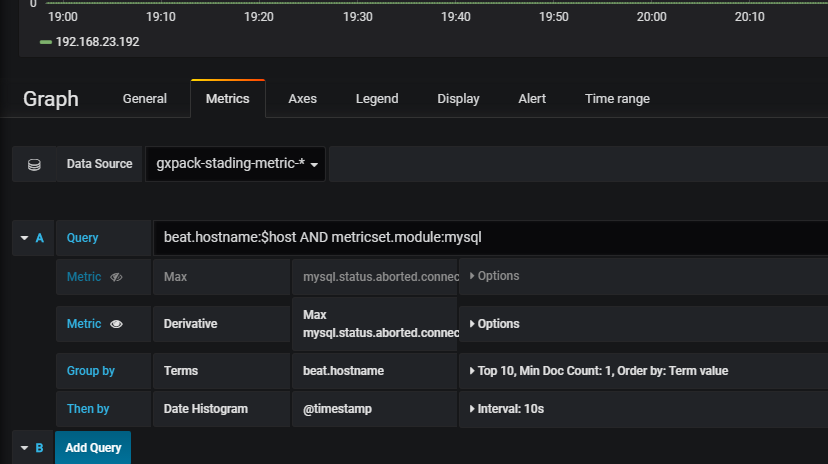 0
19:00 19:10 19:20 19:30 19:40 19:50 20:00 20:10
192.168.23.192
Graph General Metrics Axes Legend Display Alert Time range
Data Source gxpack-stading-metric-*
A Query beat.hostname:$host AND metricset.module:mysql
Metric Max mysql.status.aborted.connec Options
Metric Derivative Max mysql.status.aborted.connec Options
Group by Terms beat.hostname Top 10, Min Doc Count: 1, Order by: Term value
Then by Date Histogram @timestamp Interval: 10s
B Add Query